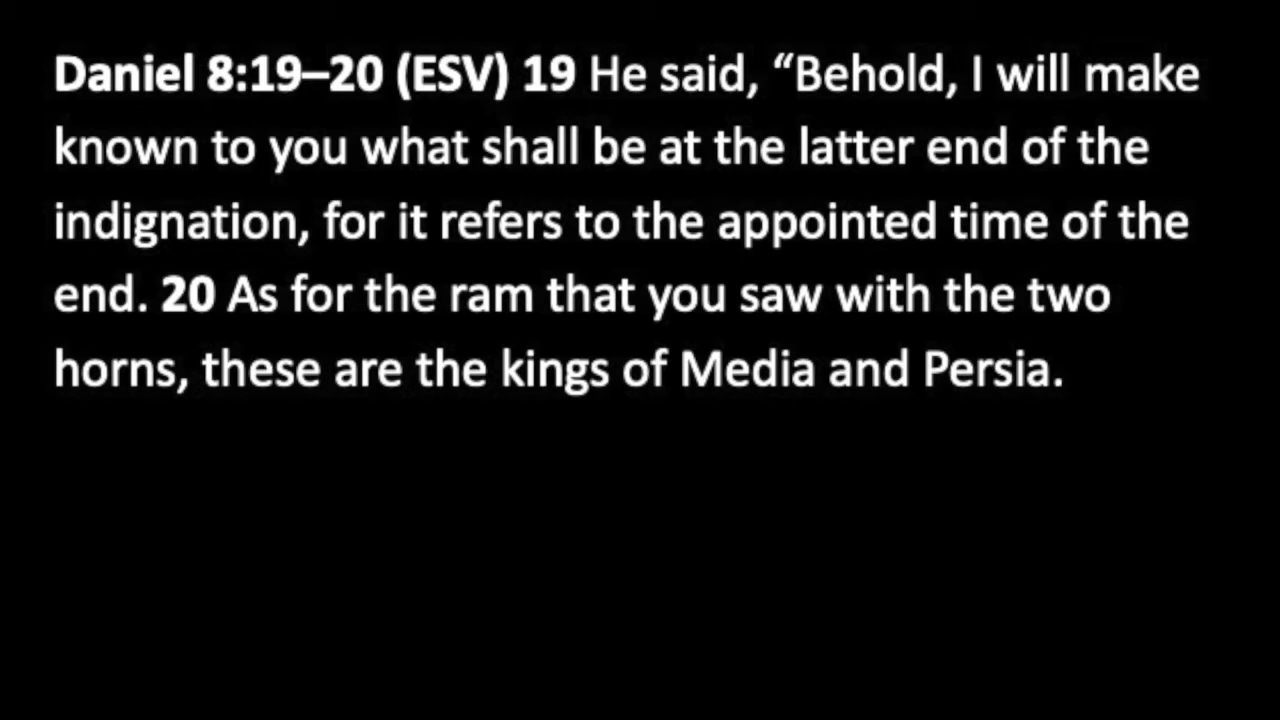 Daniel 8:19–20 (ESV) 19 He said, “Behold, I will make
known to you what shall be at the latter end of the
indignation, for it refers to the appointed time of the
end. 20 As for the ram that you saw with the two
horns, these are the kings of Media and Persia.